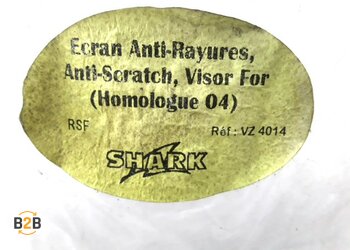 Ecran Anti-Rayures,
Anti-Scratch, Visor For
(Homologue 04)
RSF Réf : VZ 4014
SHARK
B2B